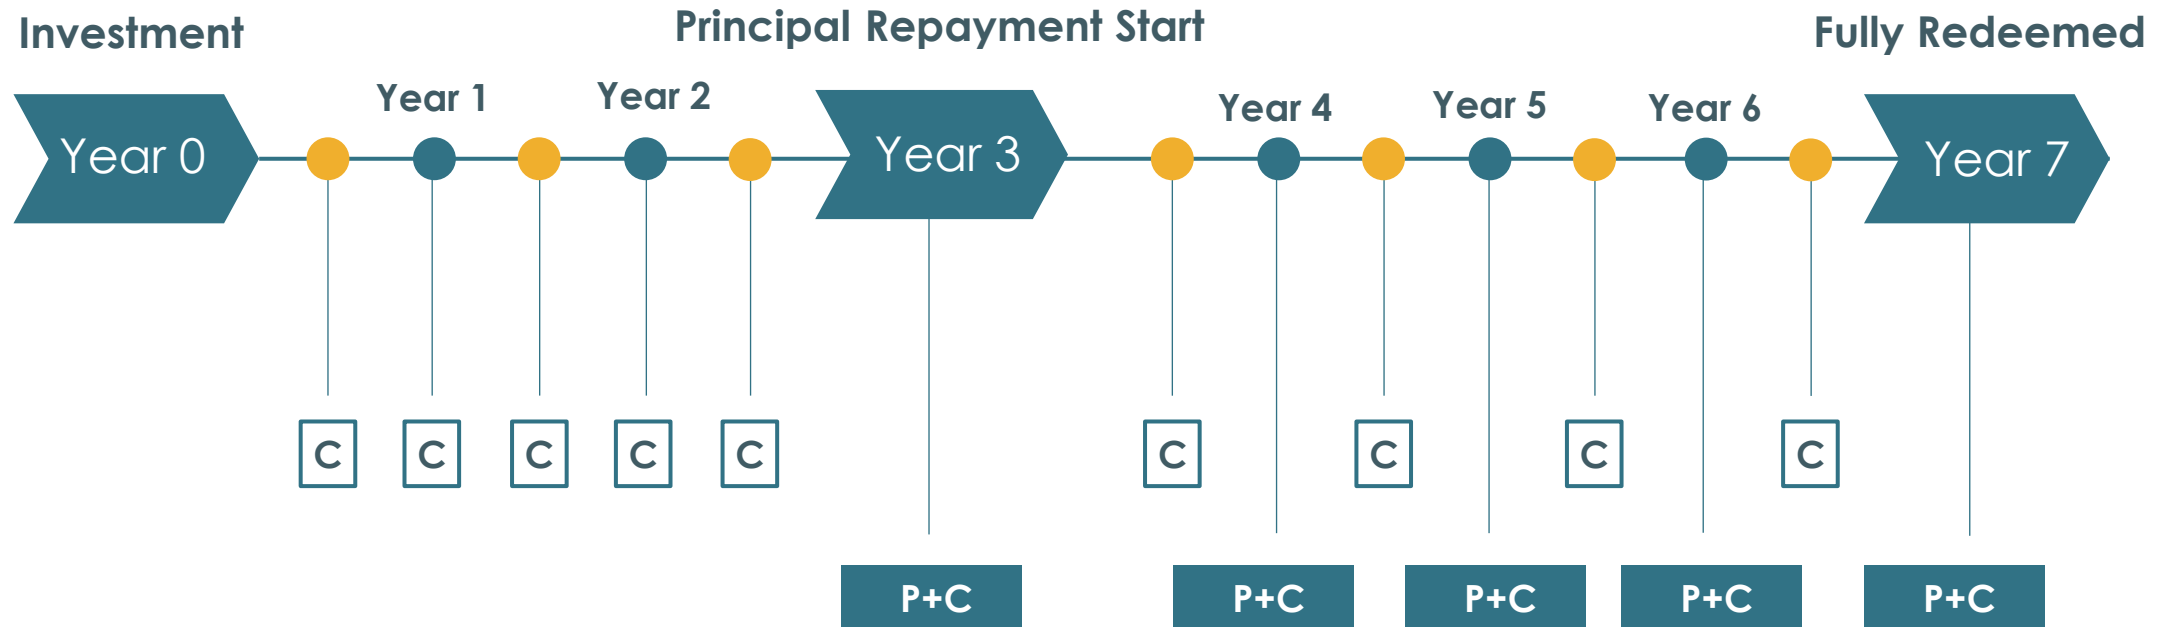 Investment
Principal Repayment Start
Fully Redeemed
Year 0
Year 1
Year 2
Year 3
Year 4
Year 5
Year 6
Year 7
C
C
C
C
C
C
C
C
C
P+C
P+C
P+C
P+C
P+C